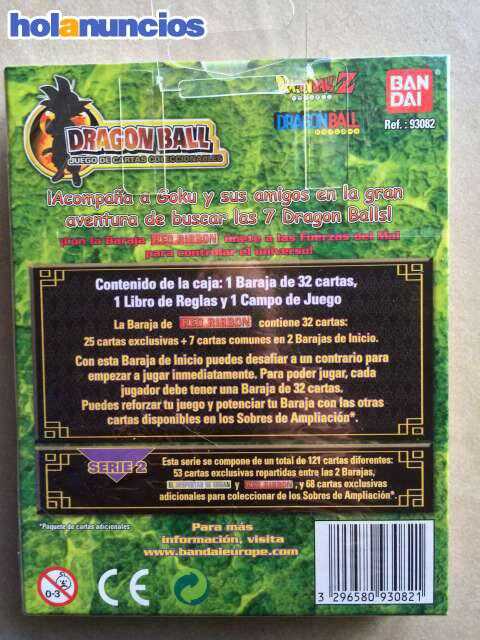 holanuncios
DRAGON BALL Z
BAN
DAI
DRAGON BALL
Ref.: 93082
DRAGON BALL
JUEGO DE CARTAS COLECCIONABLES
¡Acompaña a Goku y sus amigos en la gran
aventura de buscar las 7 Dragon Balls!
¡Con la Baraja RED RIBBON únete a las Fuerzas del Mal
para controlar el universo!
Contenido de la caja: 1 Baraja de 32 cartas,
1 Libro de Reglas y 1 Campo de Juego
La Baraja de RED RIBBON contiene 32 cartas:
25 cartas exclusivas + 7 cartas comunes en 2 Barajas de Inicio.
Con esta Baraja de Inicio puedes desafiar a un contrario para
empezar a jugar inmediatamente. Para poder jugar, cada
jugador debe tener una Baraja de 32 cartas.
Puedes reforzar tu juego y potenciar tu Baraja con las otras
cartas disponibles en los Sobres de Ampliación*.
SERIE 2
Esta serie se compone de un total de 121 cartas diferentes:
53 cartas exclusivas repartidas entre las 2 Barajas,
EL DESPERTAR DE GOHAN RED RIBBON, y 68 cartas exclusivas
adicionales para coleccionar de los Sobres de Ampliación*.
*Paquete de cartas adicionales
Para más
información, visita
www.bandaieurope.com
0-3
CE
3 296580 930821